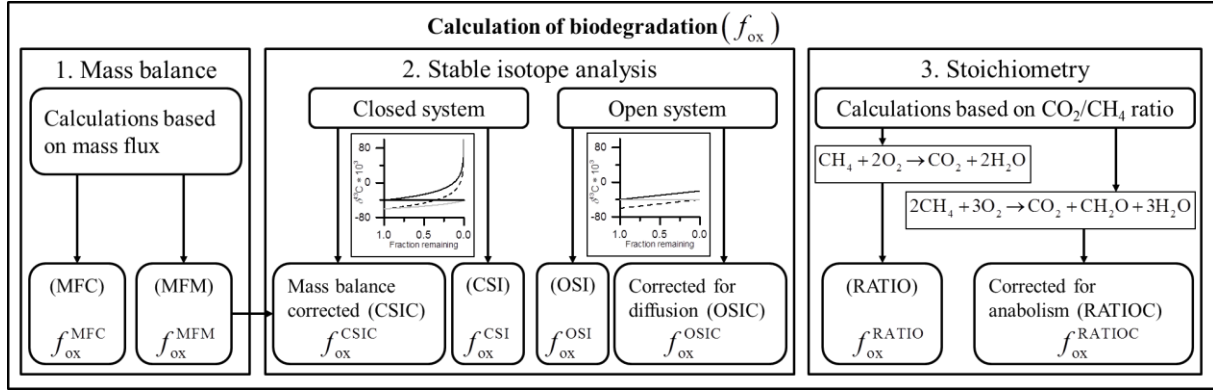 Calculation of biodegradation (f_ox)
1. Mass balance
Calculations based
on mass flux
(MFC)
f_ox^MFC
(MFM)
f_ox^MFM
2. Stable isotope analysis
Closed system
80
0
-80
δ¹³C × 10³
1.0 0.5 0.0
Fraction remaining
Open system
80
0
-80
δ¹³C × 10³
1.0 0.5 0.0
Fraction remaining
Mass balance
corrected (CSIC)
f_ox^CSIC
(CSI)
f_ox^CSI
(OSI)
f_ox^OSI
Corrected for
diffusion (OSIC)
f_ox^OSIC
3. Stoichiometry
Calculations based on CO₂/CH₄ ratio
CH₄ + 2O₂ → CO₂ + 2H₂O
2CH₄ + 3O₂ → CO₂ + CH₂O + 3H₂O
(RATIO)
f_ox^RATIO
Corrected for
anabolism (RATIOC)
f_ox^RATIOC